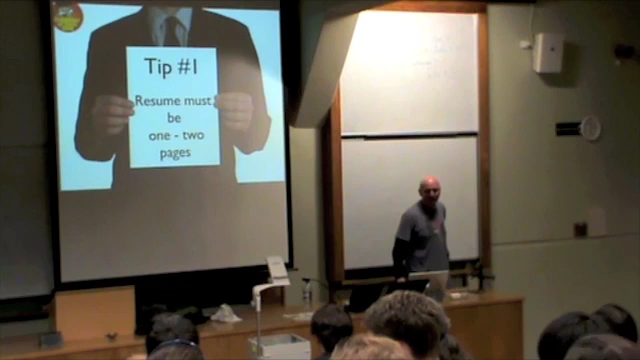 Tip #1
Resume must
be
one - two
pages